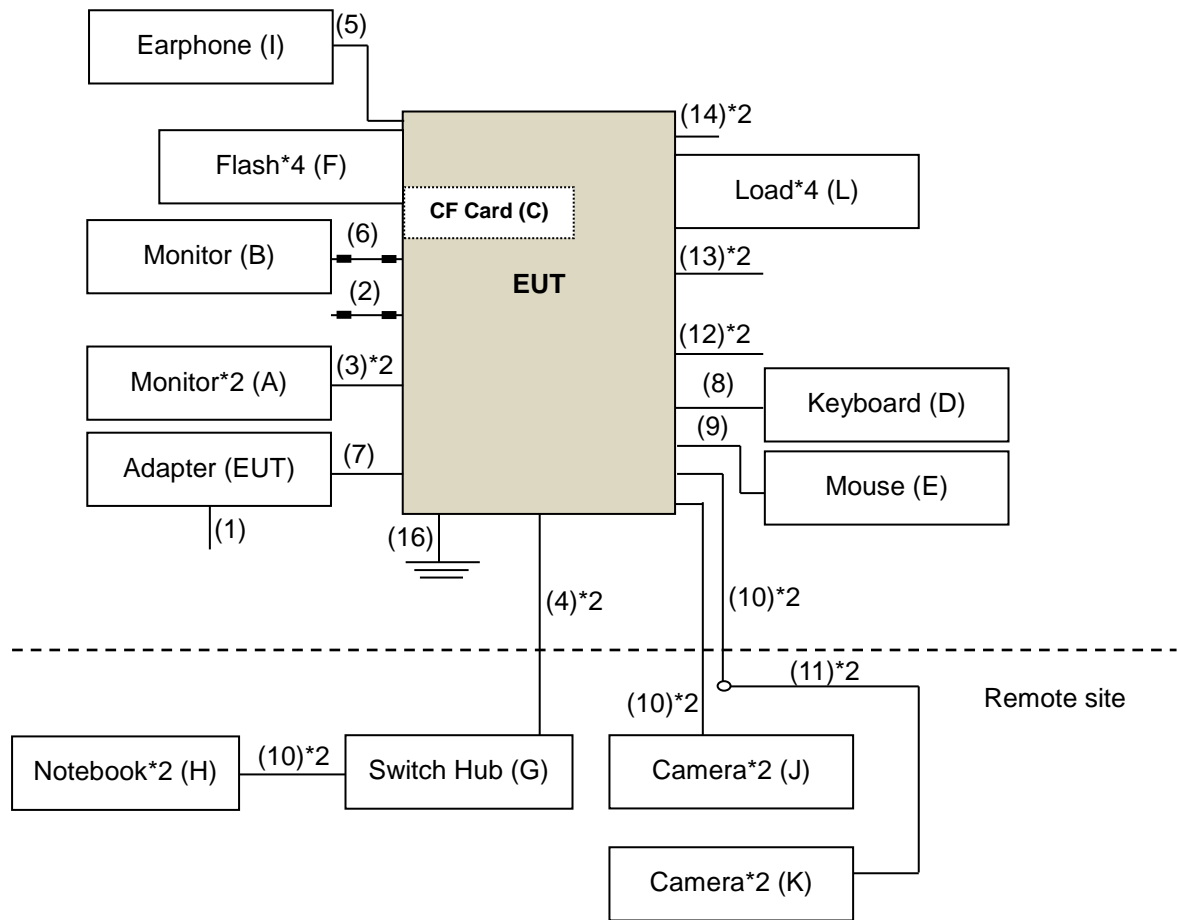 Earphone (I)
(5)
Flash*4 (F)
(14)*2
Load*4 (L)
CF Card (C)
Monitor (B)
(6)
(13)*2
EUT
(2)
(12)*2
Monitor*2 (A)
(3)*2
(8)
Keyboard (D)
(9)
Adapter (EUT)
(7)
Mouse (E)
(1)
(16)
(4)*2
(10)*2
(11)*2
Remote site
(10)*2
Notebook*2 (H)
(10)*2
Switch Hub (G)
Camera*2 (J)
Camera*2 (K)